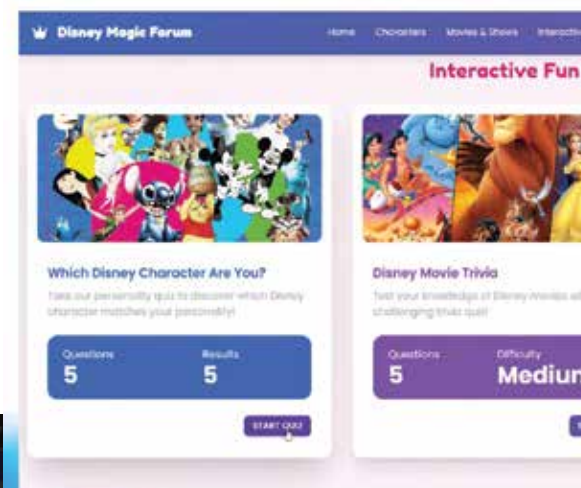 Disney Magic Forum
Home Characters Movies & Shows Interactive
Interactive Fun
Which Disney Character Are You?
Take our personality quiz to discover which Disney
character matches your personality!
Questions Results
5 5
START QUIZ
Disney Movie Trivia
Test your knowledge of Disney movies
challenging trivia quiz!
Questions Difficulty
5 Medium